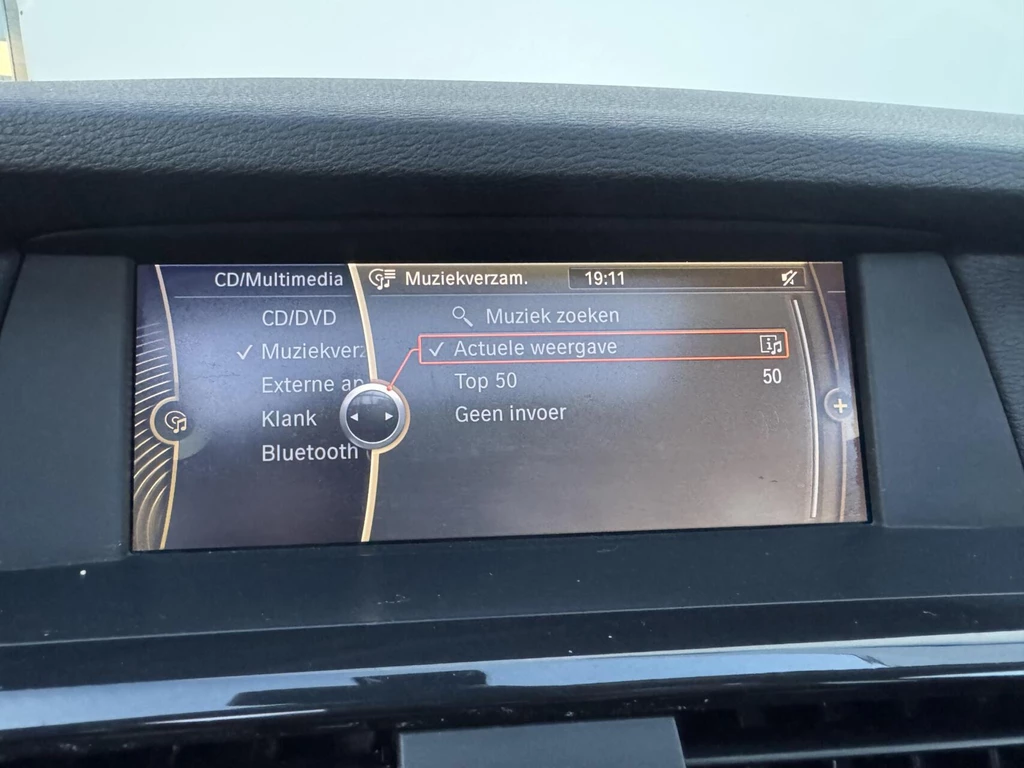 CD/Multimedia
CD/DVD
Muziekver
Externe ap
Klank
Bluetooth
Muziekverzam. 19:11
Muziek zoeken
Actuele weergave
Top 50 50
Geen invoer